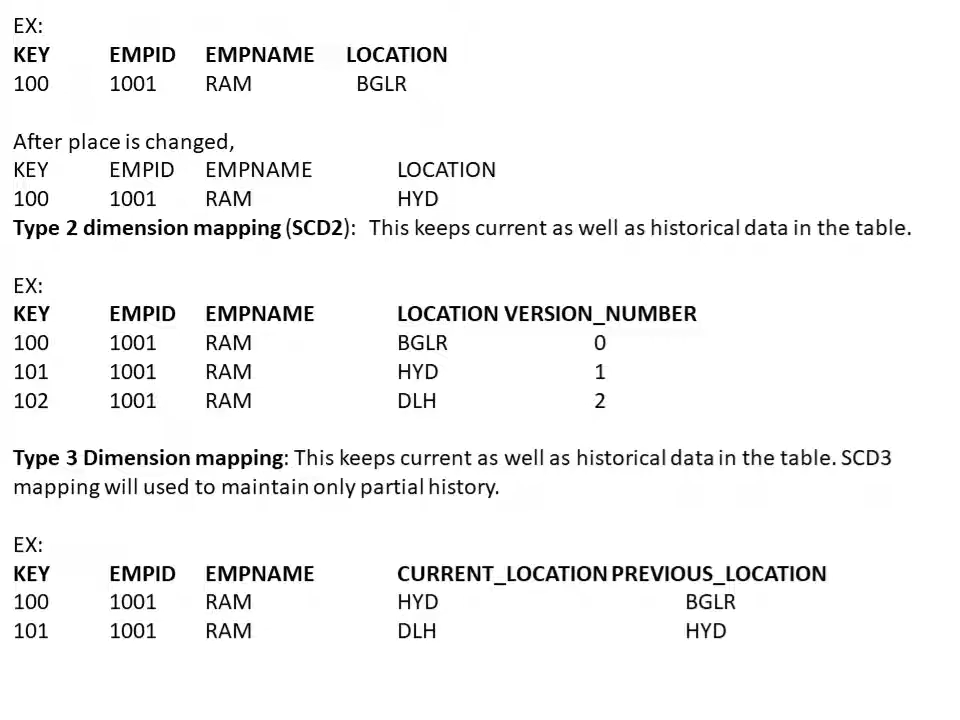 EX:
KEY EMPID EMPNAME LOCATION
100 1001 RAM BGLR
After place is changed,
KEY EMPID EMPNAME LOCATION
100 1001 RAM HYD
Type 2 dimension mapping (SCD2): This keeps current as well as historical data in the table.
EX:
KEY EMPID EMPNAME LOCATION VERSION_NUMBER
100 1001 RAM BGLR 0
101 1001 RAM HYD 1
102 1001 RAM DLH 2
Type 3 Dimension mapping: This keeps current as well as historical data in the table. SCD3
mapping will used to maintain only partial history.
EX:
KEY EMPID EMPNAME CURRENT_LOCATION PREVIOUS_LOCATION
100 1001 RAM HYD BGLR
101 1001 RAM DLH HYD